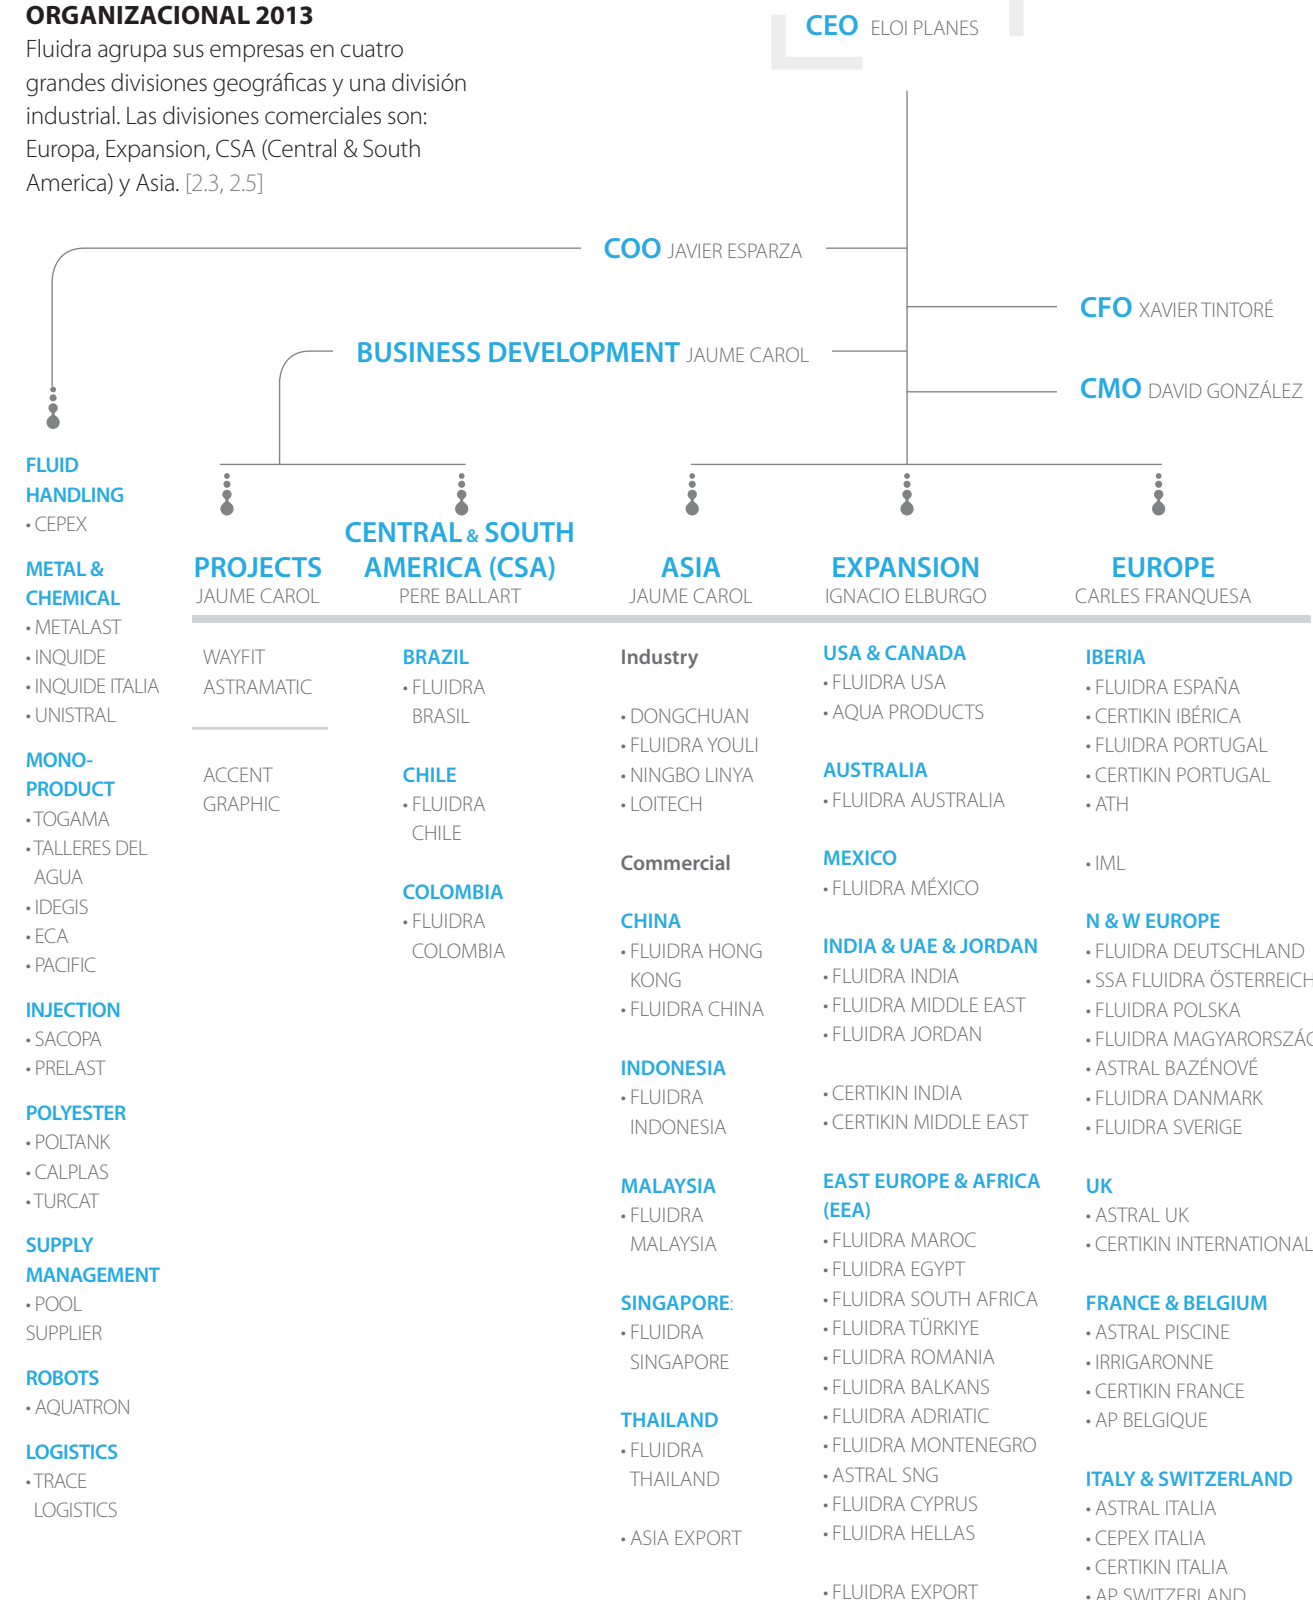 ORGANIZACIONAL 2013
Fluidra agrupa sus empresas en cuatro
grandes divisiones geográficas y una división
industrial. Las divisiones comerciales son:
Europa, Expansion, CSA (Central & South
America) y Asia. [2.3, 2.5]
CEO ELOI PLANES
COO JAVIER ESPARZA
CFO XAVIER TINTORÉ
BUSINESS DEVELOPMENT JAUME CAROL
CMO DAVID GONZÁLEZ
FLUID
HANDLING
• CEPEX
METAL &
CHEMICAL
• METALAST
• INQUIDE
• INQUIDE ITALIA
• UNISTRAL
MONO-
PRODUCT
• TOGAMA
• TALLERES DEL
AGUA
• IDEGIS
• ECA
• PACIFIC
INJECTION
• SACOPA
• PRELAST
POLYESTER
• POLTANK
• CALPLAS
• TURCAT
SUPPLY
MANAGEMENT
• POOL
SUPPLIER
ROBOTS
• AQUATRON
LOGISTICS
• TRACE
LOGISTICS
PROJECTS
JAUME CAROL
WAYFIT
ASTRAMATIC
ACCENT
GRAPHIC
CENTRAL & SOUTH
AMERICA (CSA)
PERE BALLART
BRAZIL
• FLUIDRA
BRASIL
CHILE
• FLUIDRA
CHILE
COLOMBIA
• FLUIDRA
COLOMBIA
ASIA
JAUME CAROL
Industry
• DONGCHUAN
• FLUIDRA YOULI
• NINGBO LINYA
• LOITECH
Commercial
CHINA
• FLUIDRA HONG
KONG
• FLUIDRA CHINA
INDONESIA
• FLUIDRA
INDONESIA
MALAYSIA
• FLUIDRA
MALAYSIA
SINGAPORE:
• FLUIDRA
SINGAPORE
THAILAND
• FLUIDRA
THAILAND
• ASIA EXPORT
EXPANSION
IGNACIO ELBURGO
USA & CANADA
• FLUIDRA USA
• AQUA PRODUCTS
AUSTRALIA
• FLUIDRA AUSTRALIA
MEXICO
• FLUIDRA MÉXICO
INDIA & UAE & JORDAN
• FLUIDRA INDIA
• FLUIDRA MIDDLE EAST
• FLUIDRA JORDAN
• CERTIKIN INDIA
• CERTIKIN MIDDLE EAST
EAST EUROPE & AFRICA
(EEA)
• FLUIDRA MAROC
• FLUIDRA EGYPT
• FLUIDRA SOUTH AFRICA
• FLUIDRA TÜRKIYE
• FLUIDRA ROMANIA
• FLUIDRA BALKANS
• FLUIDRA ADRIATIC
• FLUIDRA MONTENEGRO
• ASTRAL SNG
• FLUIDRA CYPRUS
• FLUIDRA HELLAS
• FLUIDRA EXPORT
EUROPE
CARLES FRANQUESA
IBERIA
• FLUIDRA ESPAÑA
• CERTIKIN IBÉRICA
• FLUIDRA PORTUGAL
• CERTIKIN PORTUGAL
• ATH
• IML
N & W EUROPE
• FLUIDRA DEUTSCHLAND
• SSA FLUIDRA ÖSTERREICH
• FLUIDRA POLSKA
• FLUIDRA MAGYARORSZÁG
• ASTRAL BAZÉNOVÉ
• FLUIDRA DANMARK
• FLUIDRA SVERIGE
UK
• ASTRAL UK
• CERTIKIN INTERNATIONAL
FRANCE & BELGIUM
• ASTRAL PISCINE
• IRRIGARONNE
• CERTIKIN FRANCE
• AP BELGIQUE
ITALY & SWITZERLAND
• ASTRAL ITALIA
• CEPEX ITALIA
• CERTIKIN ITALIA
• AP SWITZERLAND